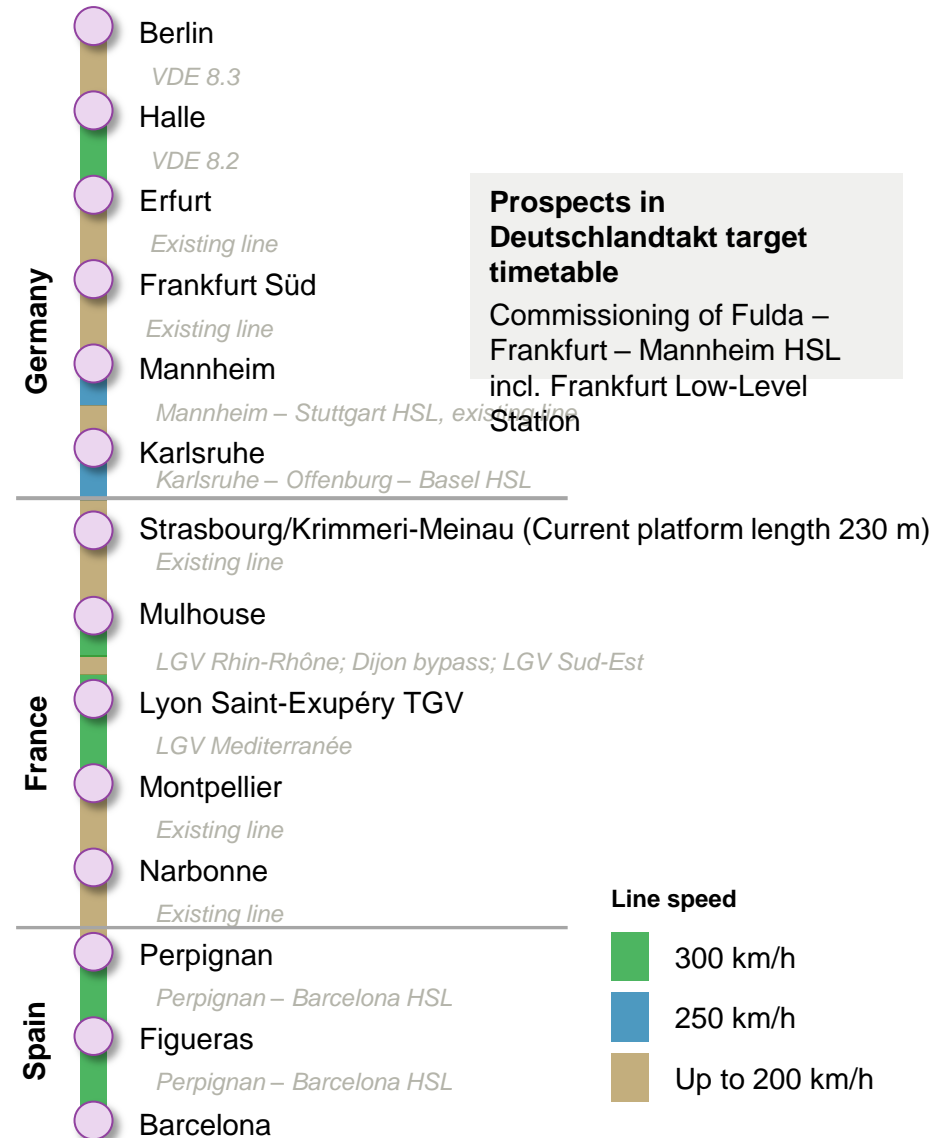 Berlin
VDE 8.3
Halle
VDE 8.2
Erfurt
Existing line
Frankfurt Süd
Existing line
Mannheim
Mannheim – Stuttgart HSL, existing line
Karlsruhe
Karlsruhe – Offenburg – Basel HSL
Germany
Prospects in
Deutschlandtakt target
timetable
Commissioning of Fulda –
Frankfurt – Mannheim HSL
incl. Frankfurt Low-Level
Station
Strasbourg/Krimmeri-Meinau (Current platform length 230 m)
Existing line
Mulhouse
LGV Rhin-Rhône; Dijon bypass; LGV Sud-Est
Lyon Saint-Exupéry TGV
LGV Mediterranée
Montpellier
Existing line
Narbonne
Existing line
France
Perpignan
Perpignan – Barcelona HSL
Figueras
Perpignan – Barcelona HSL
Barcelona
Spain
Line speed
300 km/h
250 km/h
Up to 200 km/h